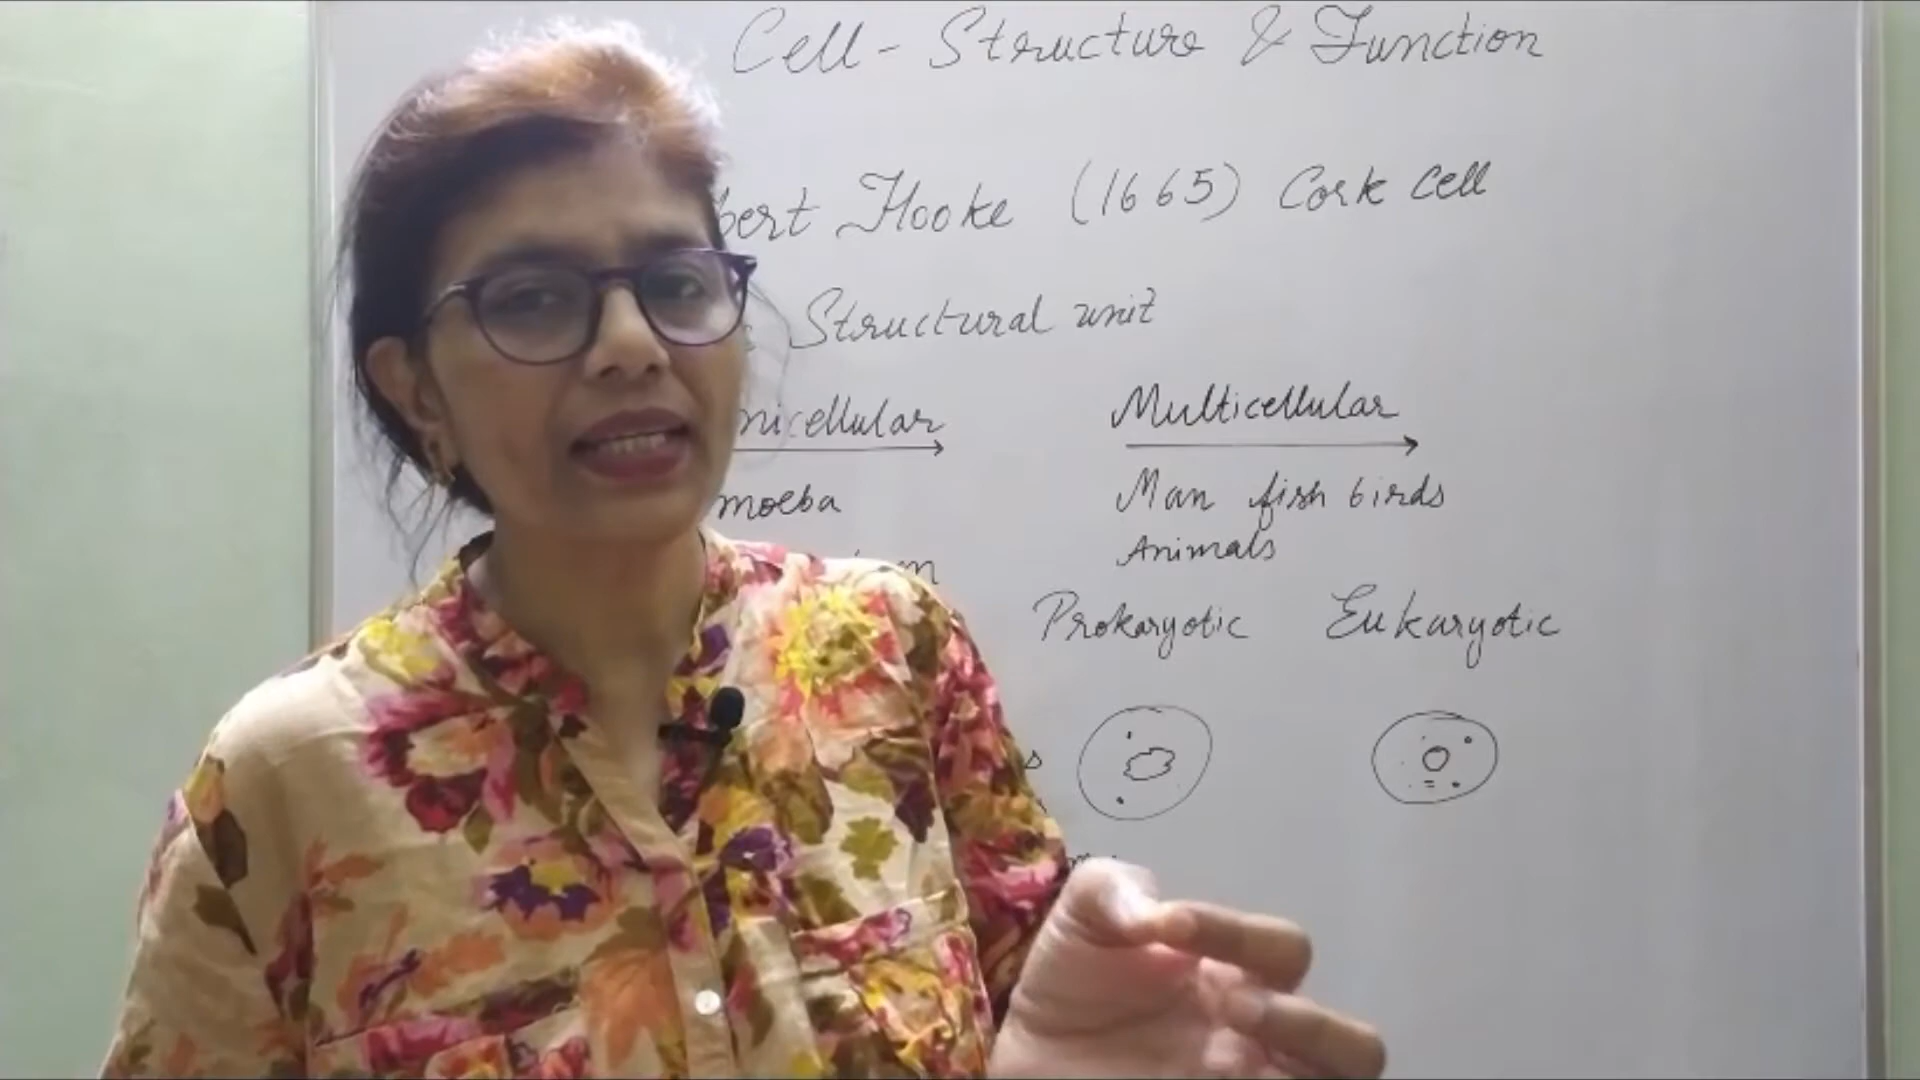 Cell - Structure & Function
bert Hooke (1665) Cork Cell
Structural unit
nicellular Multicellular
moeba Man fish birds
Animals
Prokaryotic Eukaryotic